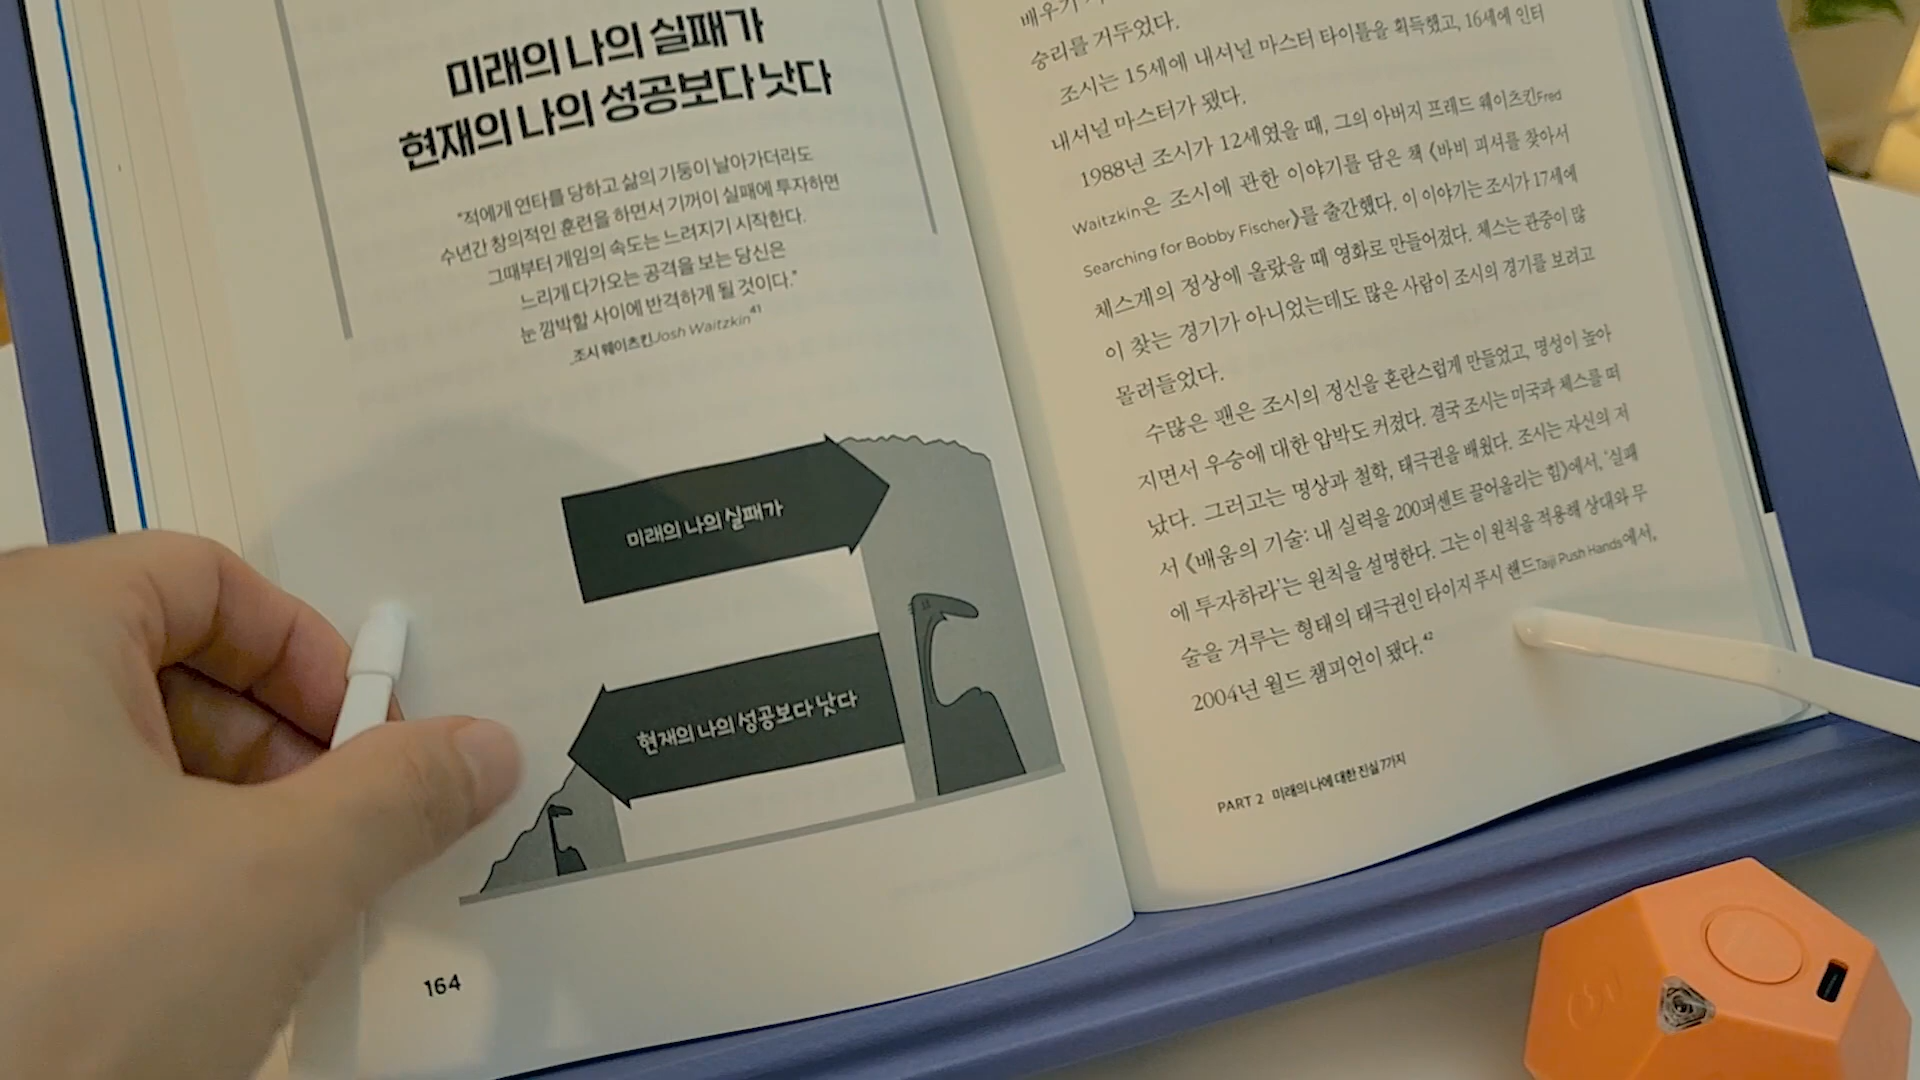 미래의 나의 실패가
현재의 나의 성공보다 낫다
"적에게 연타를 당하고 삶의 기둥이 날아가더라도
수년간 창의적인 훈련을 하면서 기꺼이 실패에 투자하면
그때부터 게임의 속도는 느려지기 시작한다.
느리게 다가오는 공격을 보는 당신은
눈 깜박할 사이에 반격하게 될 것이다."
조시 웨이츠킨Josh Waitzkin41
미래의 나의 실패가
현재의 나의 성공보다 낫다
164
배우기
승리를 거두었다.
조시는 15세에 내셔널 마스터 타이틀을 획득했고, 16세에 인터
내셔널 마스터가 됐다.
1988년 조시가 12세였을 때, 그의 아버지 프레드 웨이츠킨Fred
Waitzkin은 조시에 관한 이야기를 담은 책 《바비 피셔를 찾아서
Searching for Bobby Fischer》를 출간했다. 이 이야기는 조시가 17세에
체스계의 정상에 올랐을 때 영화로 만들어졌다. 체스는 관중이 많
이 찾는 경기가 아니었는데도 많은 사람이 조시의 경기를 보려고
몰려들었다.
수많은 팬은 조시의 정신을 혼란스럽게 만들었고, 명성이 높아
지면서 우승에 대한 압박도 커졌다. 결국 조시는 미국과 체스를 떠
났다. 그러고는 명상과 철학, 태극권을 배웠다. 조시는 자신의 저
서 《배움의 기술: 내 실력을 200퍼센트 끌어올리는 힘》에서, '실패
에 투자하라'는 원칙을 설명한다. 그는 이 원칙을 적용해 상대와 무
술을 겨루는 형태의 태극권인 타이지 푸시 핸드Taiji Push Hands에서,
2004년 월드 챔피언이 됐다.42
PART 2 미래의 나에 대한 진실 7가지